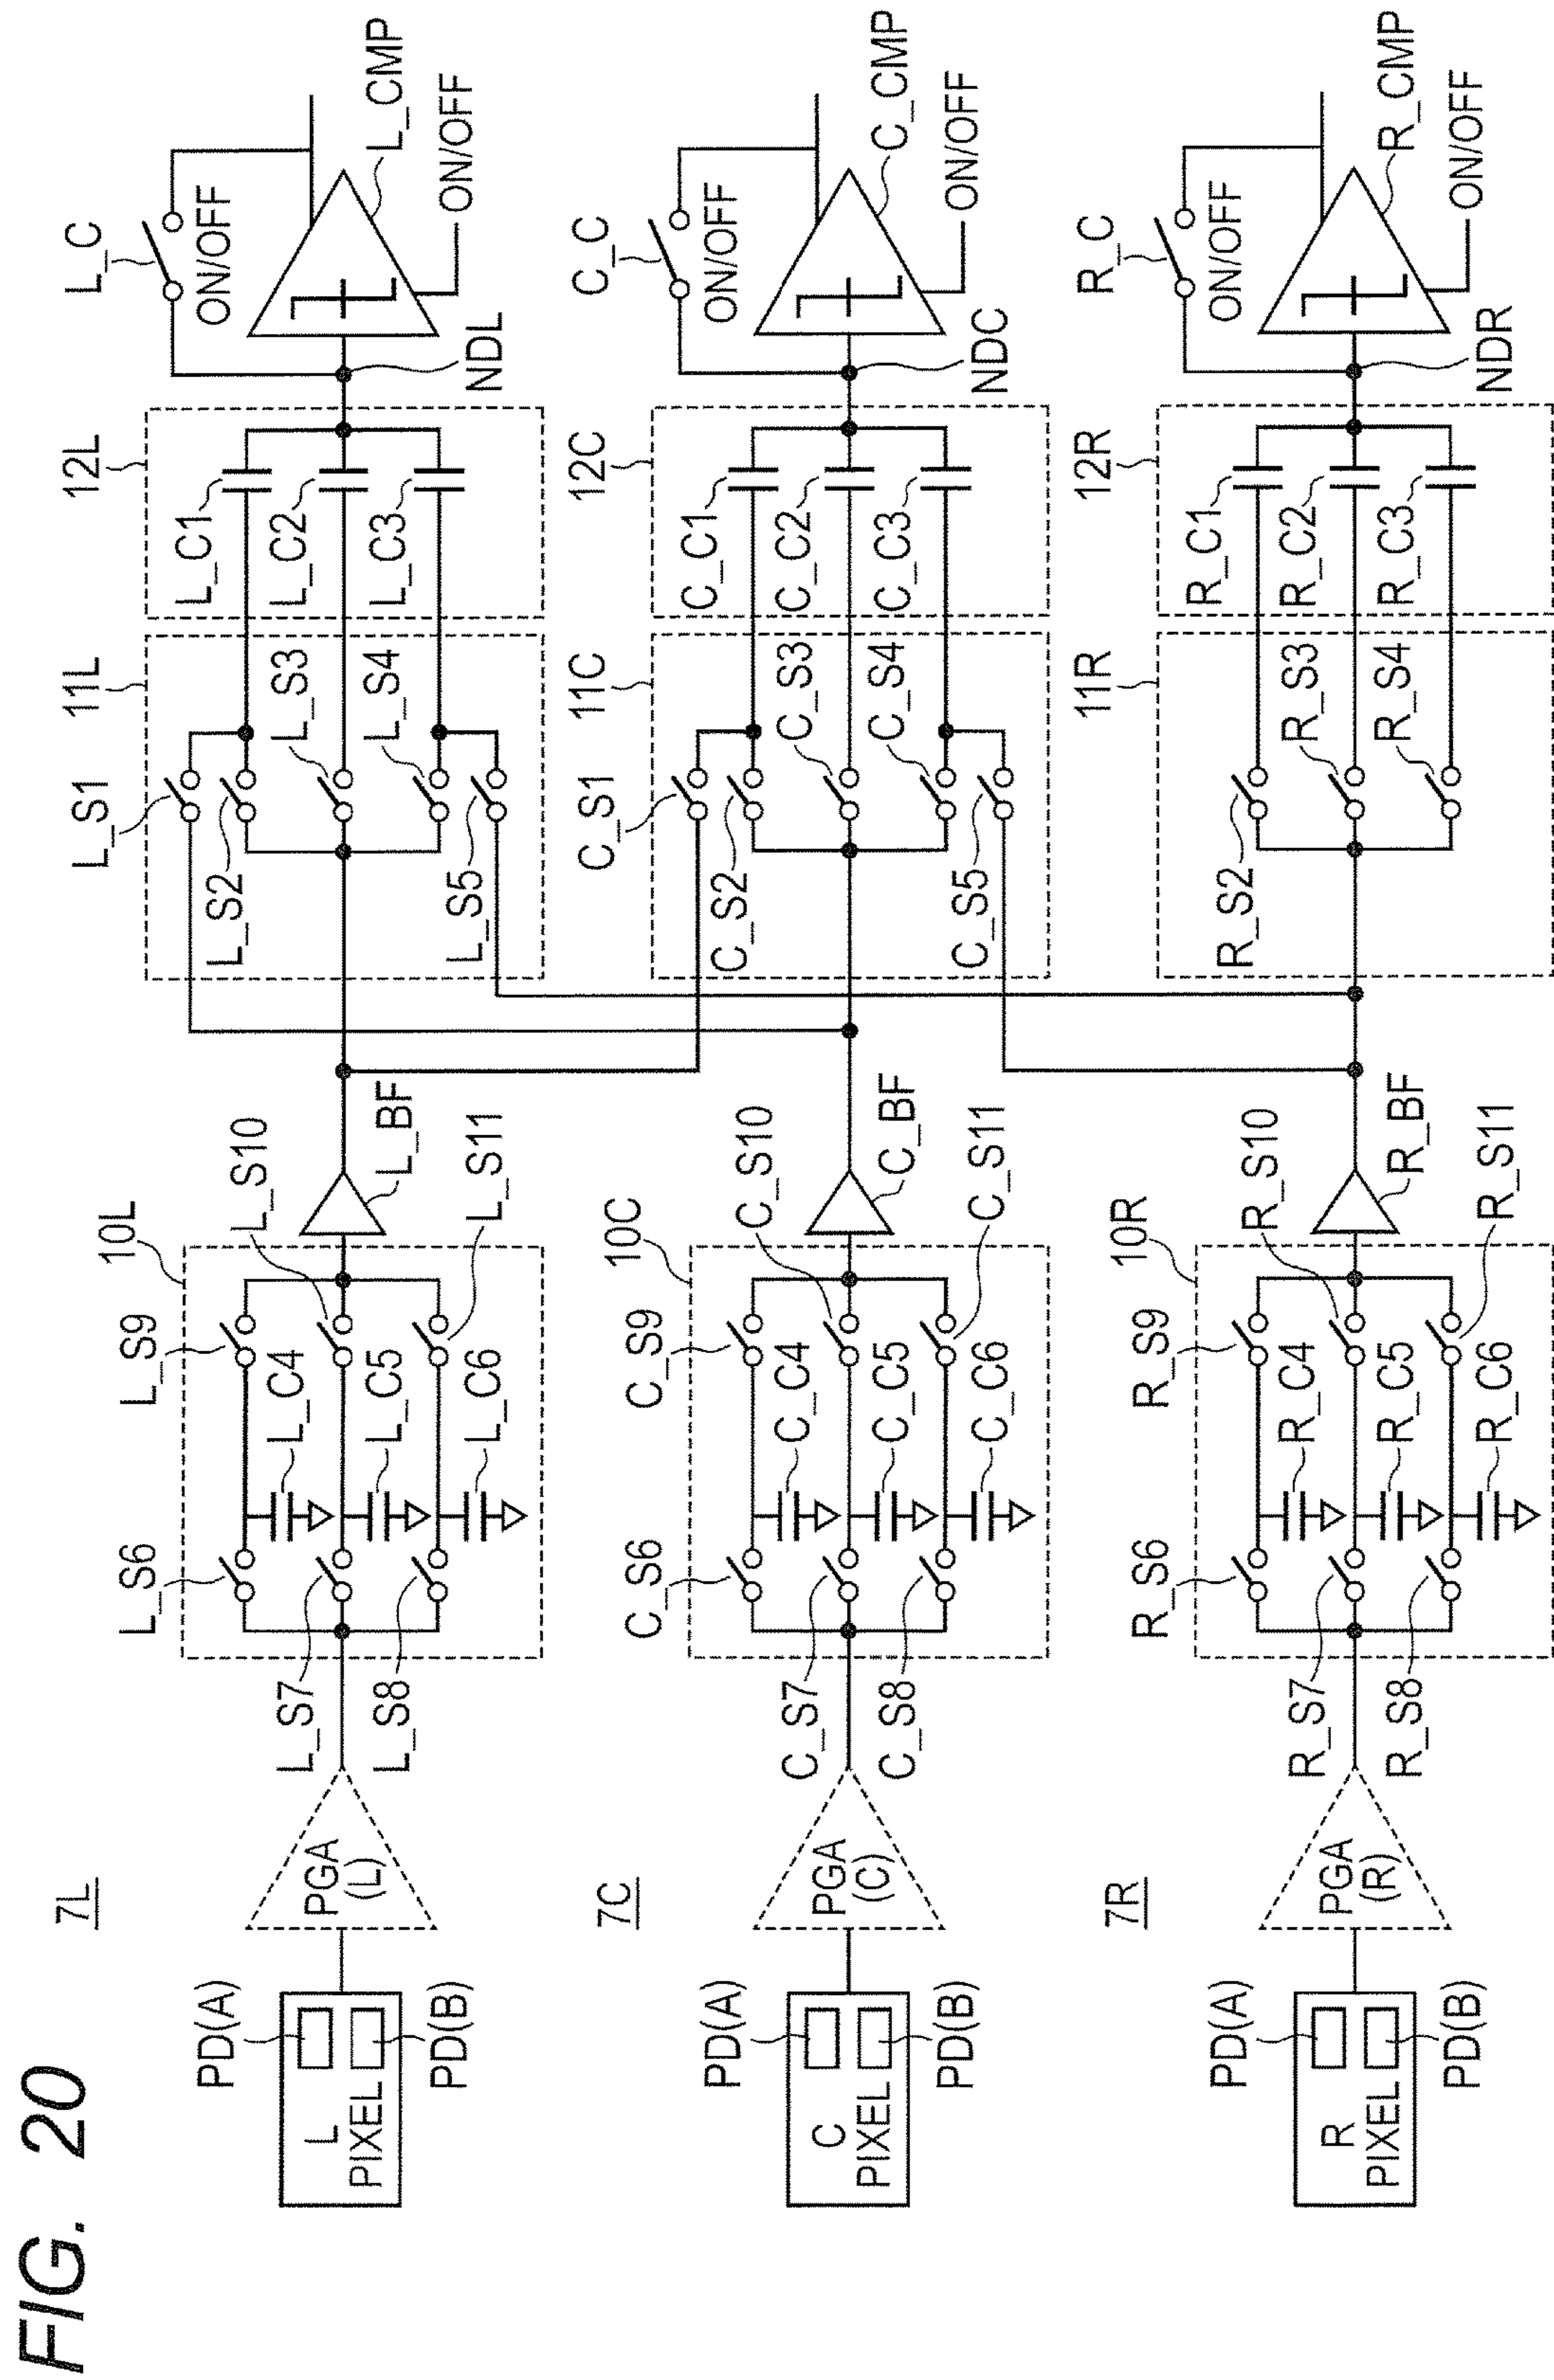 FIG. 20
7L
PD(A)
L
PIXEL
PD(B)
PGA
(L)
L_S7
L_S8
L_S6
L_S9
10L
L_C4
L_C5
L_C6
L_S10
L_BF
L_S11
L_S1
L_S2
L_S5
11L
L_S3
L_S4
12L
L_C1
L_C2
L_C3
NDL
L_C
ON/OFF
L_CMP
ON/OFF
7C
PD(A)
C
PIXEL
PD(B)
PGA
(C)
C_S7
C_S8
C_S6
C_S9
10C
C_C4
C_C5
C_C6
C_S10
C_BF
C_S11
C_S1
C_S2
C_S5
11C
C_S3
C_S4
12C
C_C1
C_C2
C_C3
NDC
C_C
ON/OFF
C_CMP
ON/OFF
7R
PD(A)
R
PIXEL
PD(B)
PGA
(R)
R_S7
R_S8
R_S6
R_S9
10R
R_C4
R_C5
R_C6
R_S10
R_BF
R_S11
R_S2
11R
R_S3
R_S4
12R
R_C1
R_C2
R_C3
NDR
R_C
ON/OFF
R_CMP
ON/OFF